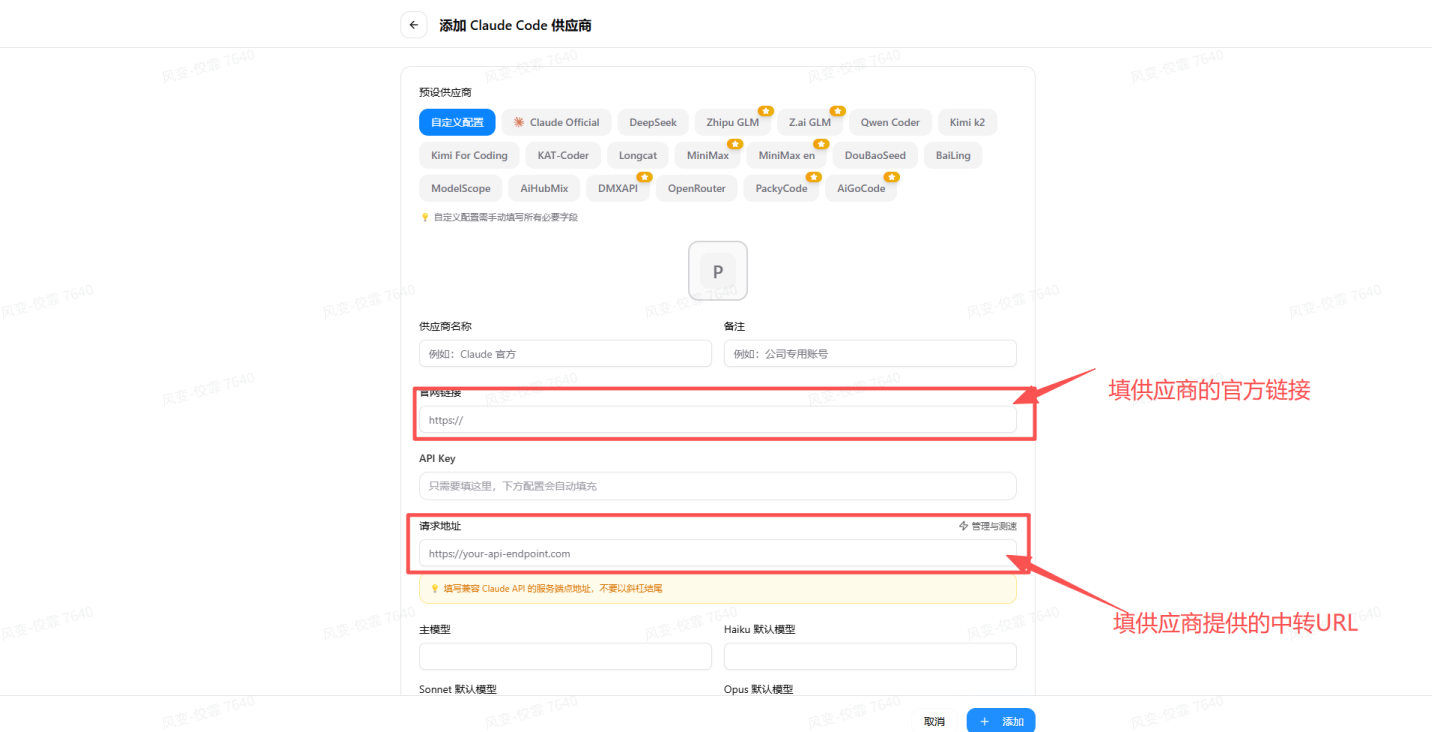 添加 Claude Code 供应商
预设供应商
自定义配置 Claude Official DeepSeek Zhipu GLM Z.ai GLM Qwen Coder Kimi k2
Kimi For Coding KAT-Coder Longcat MiniMax MiniMax en DouBaoSeed BaiLing
ModelScope AiHubMix DMXAPI OpenRouter PackyCode AiGoCode
自定义配置需手动填写所有必要字段
P
供应商名称 备注
例如：Claude 官方 例如：公司专用账号
官网链接
https://
填供应商的官方链接
API Key
只需要填这里，下方配置会自动填充
请求地址 管理与测速
https://your-api-endpoint.com
填写兼容 Claude API 的服务端点地址，不要以斜杠结尾
填供应商提供的中转URL
主模型 Haiku 默认模型
Sonnet 默认模型 Opus 默认模型
取消 + 添加